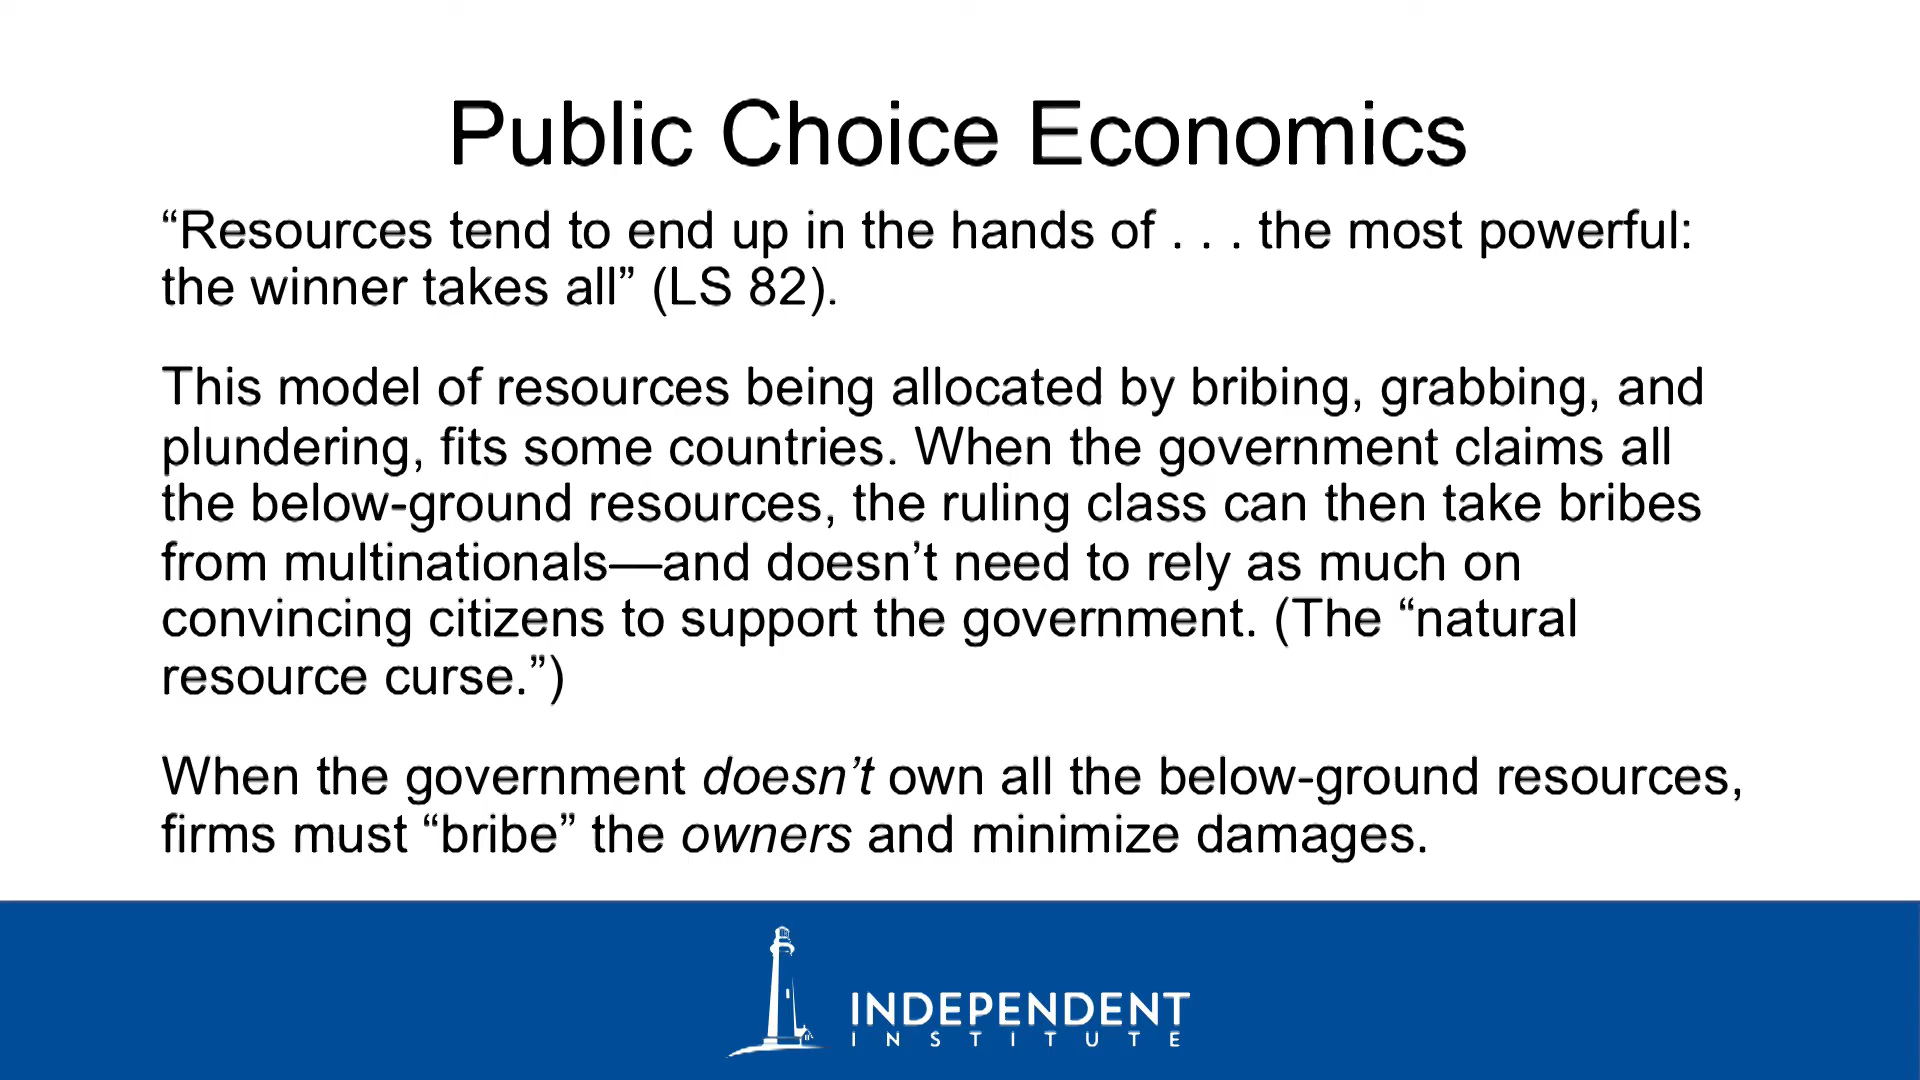 Public Choice Economics
“Resources tend to end up in the hands of . . . the most powerful:
the winner takes all” (LS 82).
This model of resources being allocated by bribing, grabbing, and
plundering, fits some countries. When the government claims all
the below-ground resources, the ruling class can then take bribes
from multinationals—and doesn’t need to rely as much on
convincing citizens to support the government. (The “natural
resource curse.”)
When the government doesn’t own all the below-ground resources,
firms must “bribe” the owners and minimize damages.
INDEPENDENT
INSTITUTE